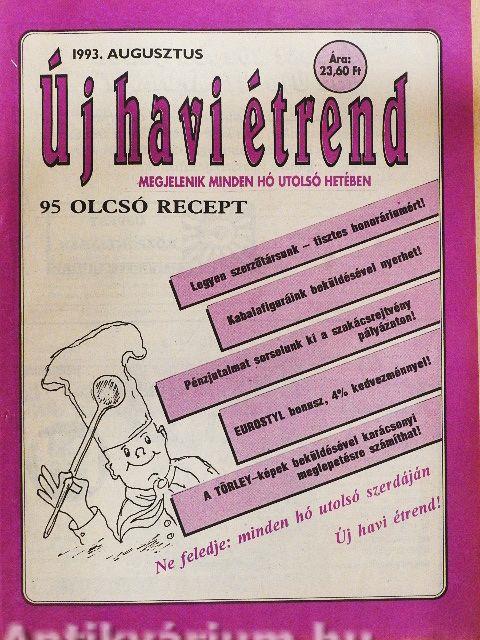 1993. AUGUSZTUS
Ára:
23,60 Ft
Új havi étrend
MEGJELENIK MINDEN HÓ UTOLSÓ HETÉBEN
95 OLCSÓ RECEPT
Legyen szerzőtársunk – tisztes honoráriumért!
Kabalafiguráink beküldésével nyerhet!
Pénzjutalmat sorsolunk ki a szakácsrejtvény
pályázaton!
EUROSTYL bonusz, 4% kedvezménnyel!
A TÖRLEY-képek beküldésével karácsonyi
meglepetésre számíthat!
Ne feledje: minden hó utolsó szerdáján
Új havi étrend!
Antikvárium.hu